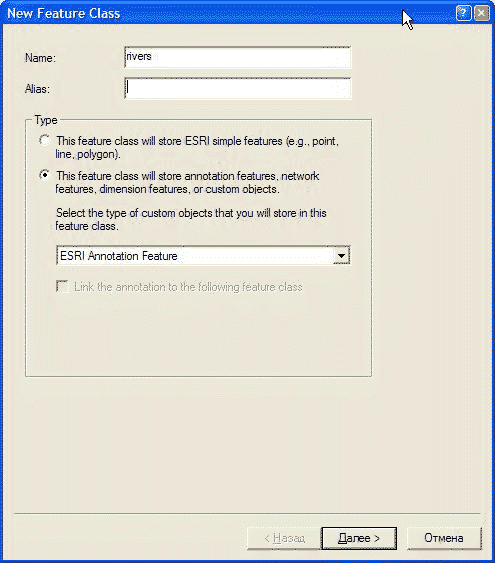 New Feature Class
Name:
rivers
Alias:
Type
This feature class will store ESRI simple features (e.g., point,
line, polygon).
This feature class will store annotation features, network
features, dimension features, or custom objects.
Select the type of custom objects that you will store in this
feature class.
ESRI Annotation Feature
Link the annotation to the following feature class
< Назад
Далее >
Отмена